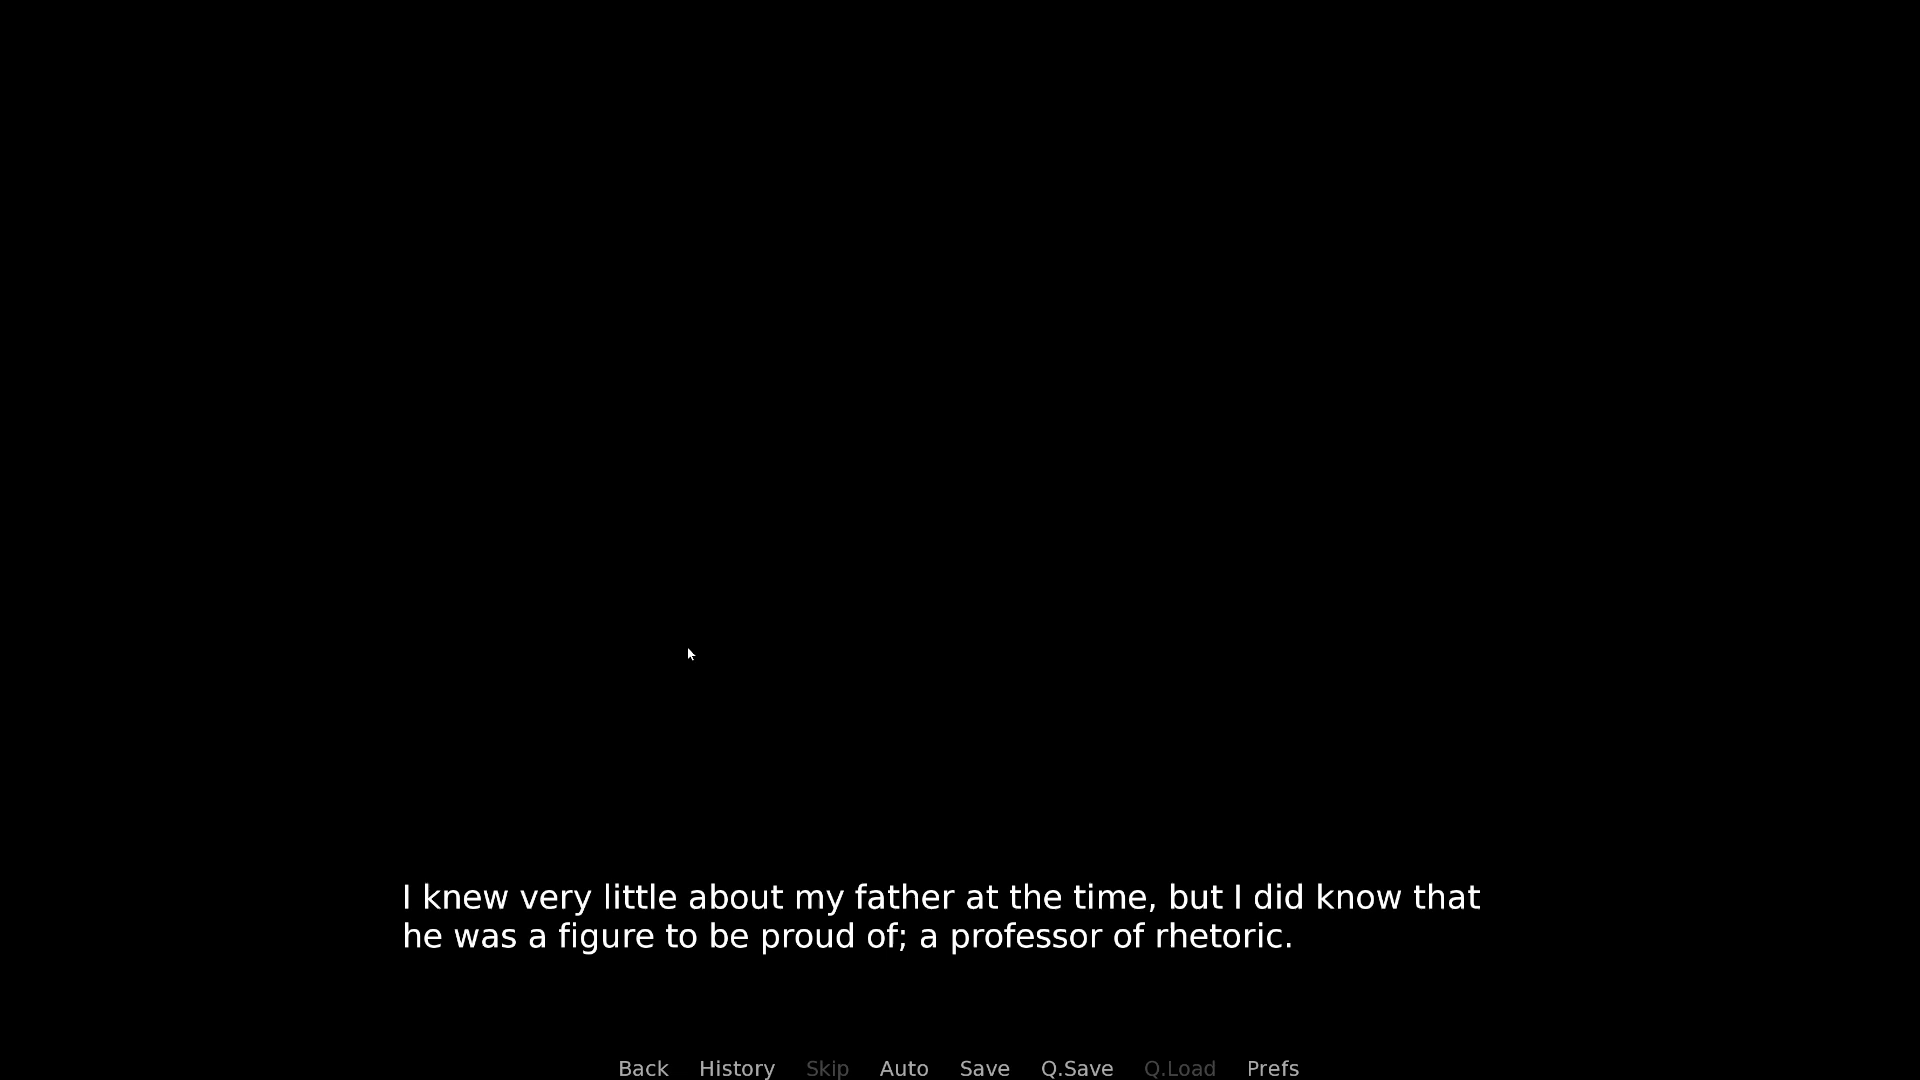 I knew very little about my father at the time, but I did know that
he was a figure to be proud of; a professor of rhetoric.
Back History Skip Auto Save Q.Save Q.Load Prefs